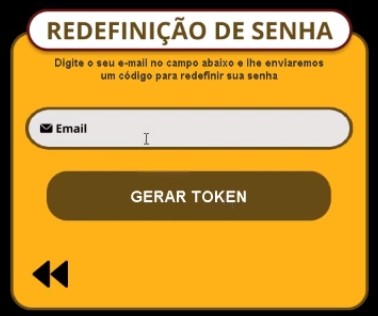 REDEFINIÇÃO DE SENHA
Digite o seu e-mail no campo abaixo e lhe enviaremos
um código para redefinir sua senha
Email
GERAR TOKEN